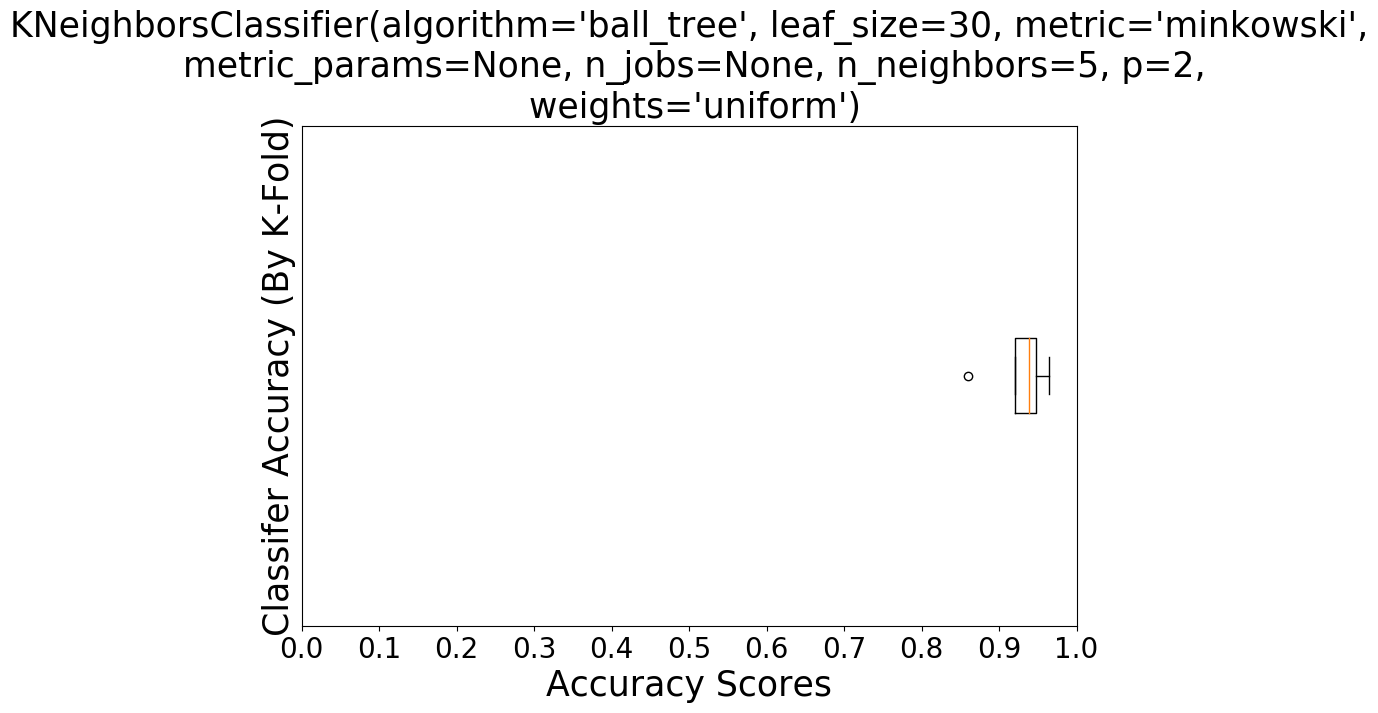 KNeighborsClassifier(algorithm='ball_tree', leaf_size=30, metric='minkowski',
metric_params=None, n_jobs=None, n_neighbors=5, p=2,
weights='uniform')
Classifer Accuracy (By K-Fold)
0.0 0.1 0.2 0.3 0.4 0.5 0.6 0.7 0.8 0.9 1.0
Accuracy Scores